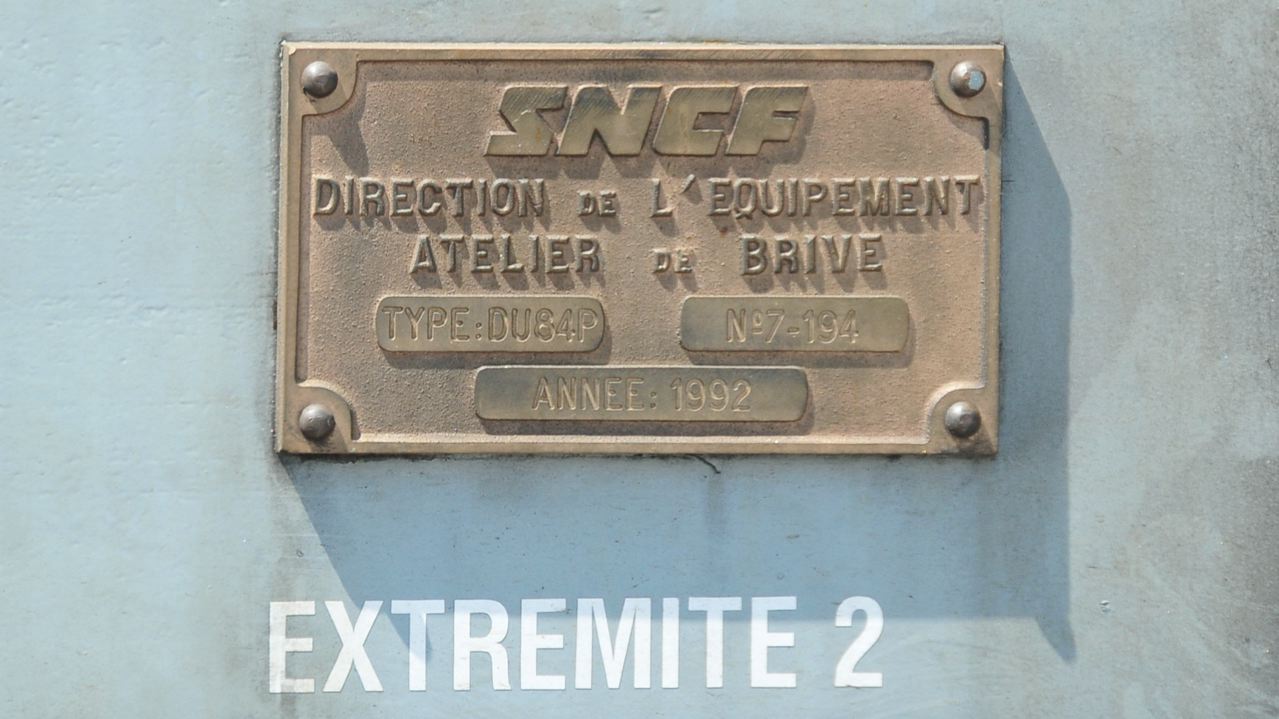 SNCF
DIRECTION DE L'EQUIPEMENT
ATELIER DE BRIVE
TYPE:DU84P
Nº7-194
ANNEE: 1992
EXTREMITE 2